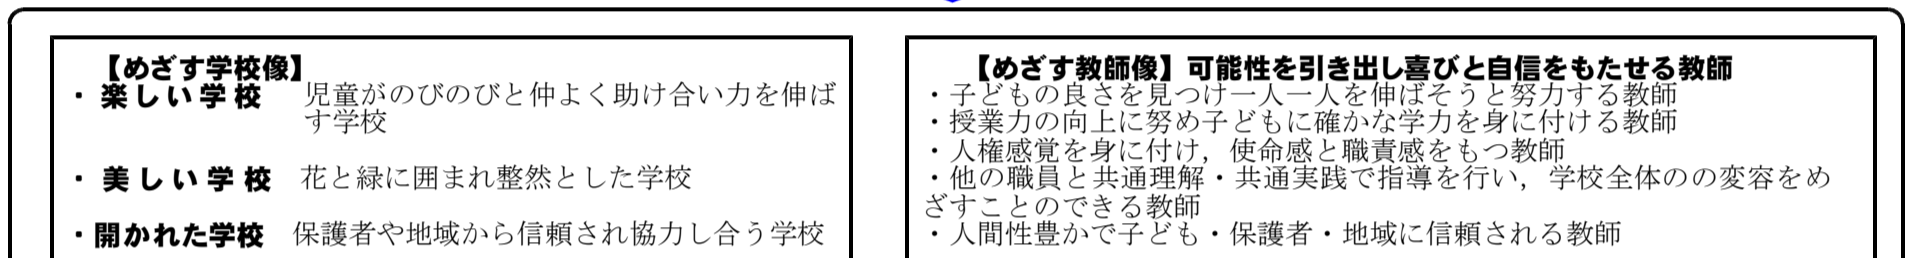 【めざす学校像】
・ 楽しい学校 児童がのびのびと仲よく助け合い力を伸ば
す学校
・ 美しい学校 花と緑に囲まれ整然とした学校
・開かれた学校 保護者や地域から信頼され協力し合う学校
【めざす教師像】可能性を引き出し喜びと自信をもたせる教師
・子どもの良さを見つけ一人一人を伸ばそうと努力する教師
・授業力の向上に努め子どもに確かな学力を身に付ける教師
・人権感覚を身に付け，使命感と職責感をもつ教師
・他の職員と共通理解・共通実践で指導を行い，学校全体のの変容をめ
ざすことのできる教師
・人間性豊かで子ども・保護者・地域に信頼される教師